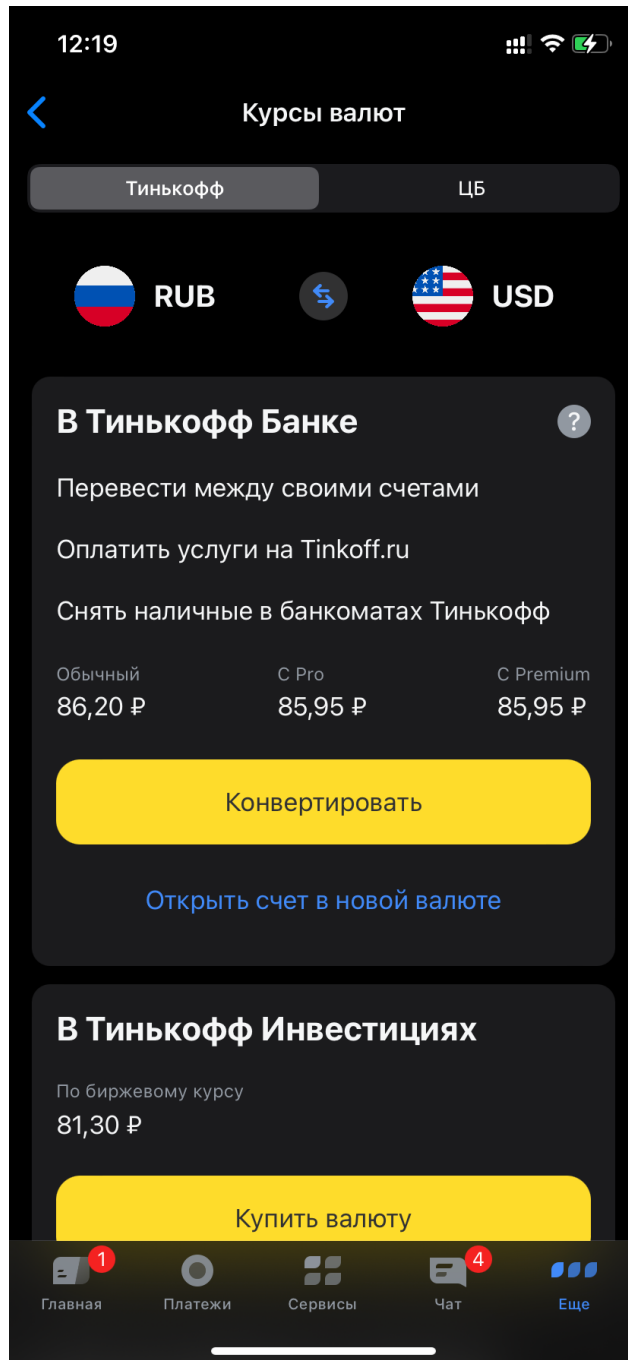 12:19
Курсы валют
Тинькофф ЦБ
RUB USD
В Тинькофф Банке ?
Перевести между своими счетами
Оплатить услуги на Tinkoff.ru
Снять наличные в банкоматах Тинькофф
Обычный С Pro С Premium
86,20 ₽ 85,95 ₽ 85,95 ₽
Конвертировать
Открыть счет в новой валюте
В Тинькофф Инвестициях
По биржевому курсу
81,30 ₽
Купить валюту
1 4
Главная Платежи Сервисы Чат Еще